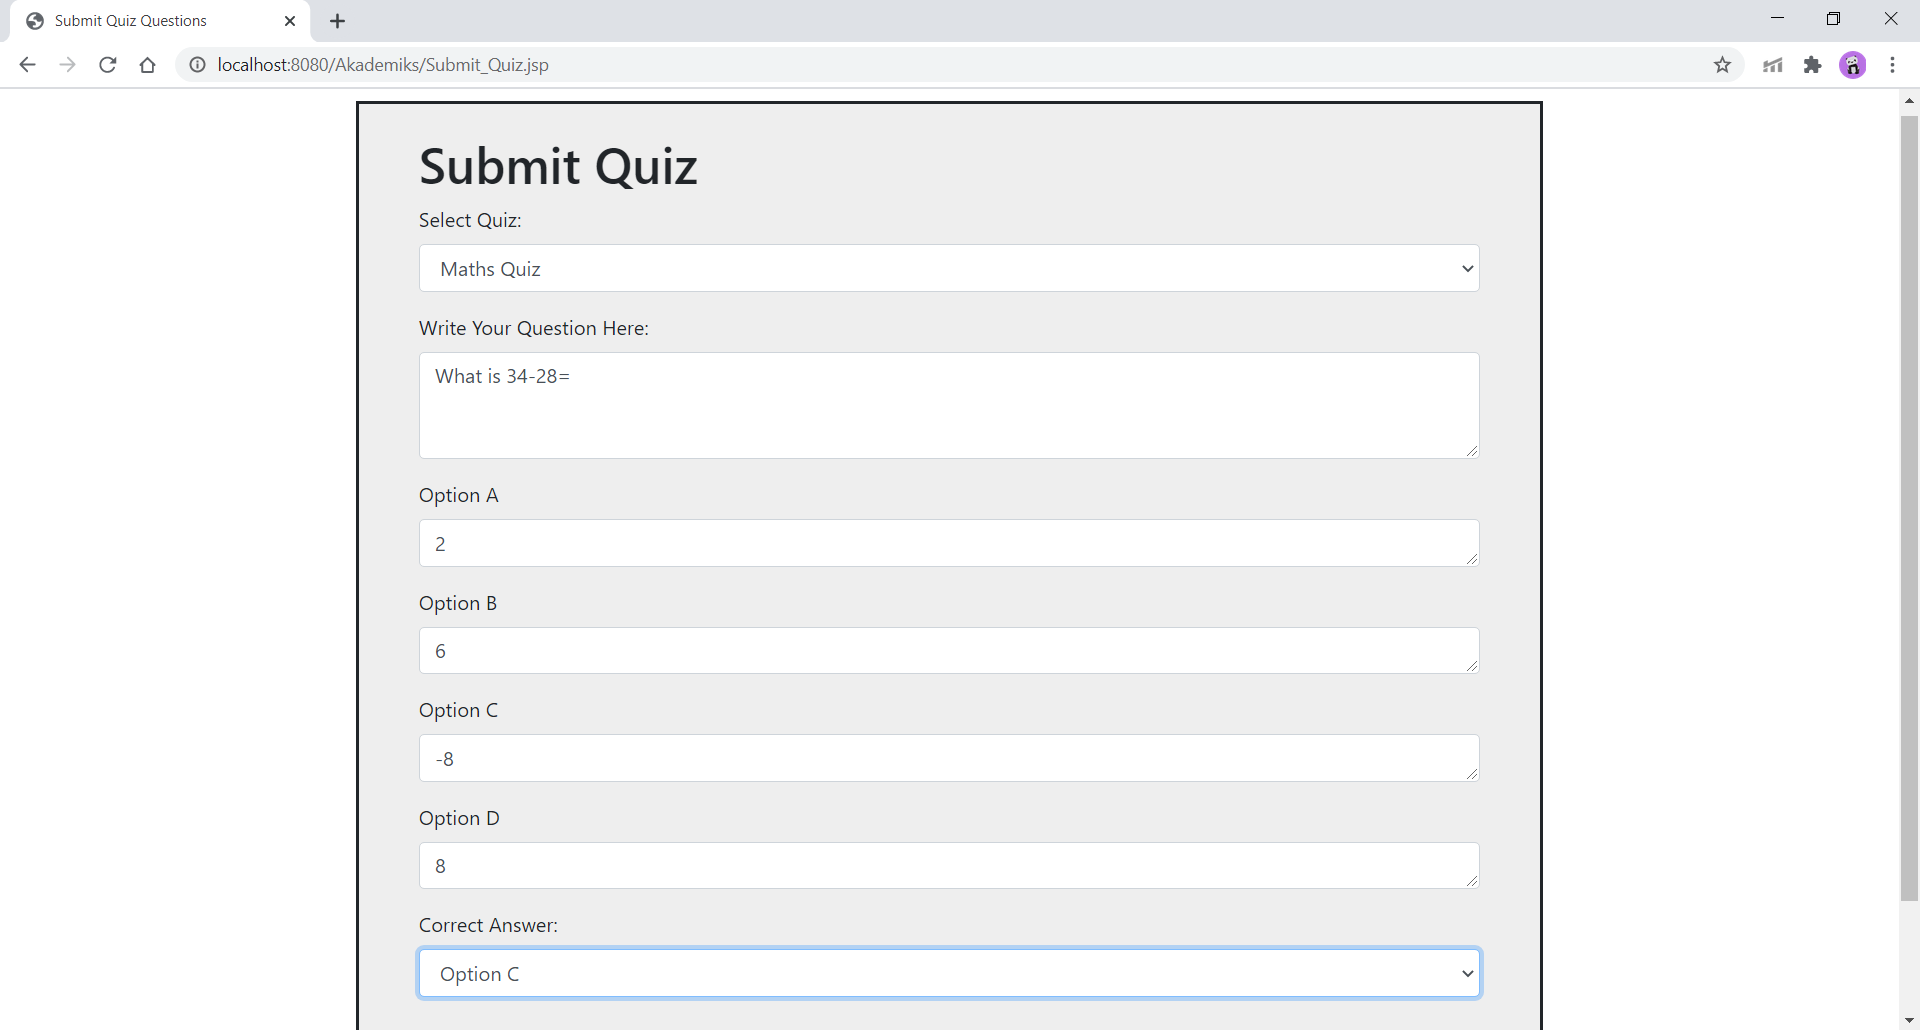 Submit Quiz Questions
localhost:8080/Akademiks/Submit_Quiz.jsp
Submit Quiz
Select Quiz:
Maths Quiz
Write Your Question Here:
What is 34-28=
Option A
2
Option B
6
Option C
-8
Option D
8
Correct Answer:
Option C